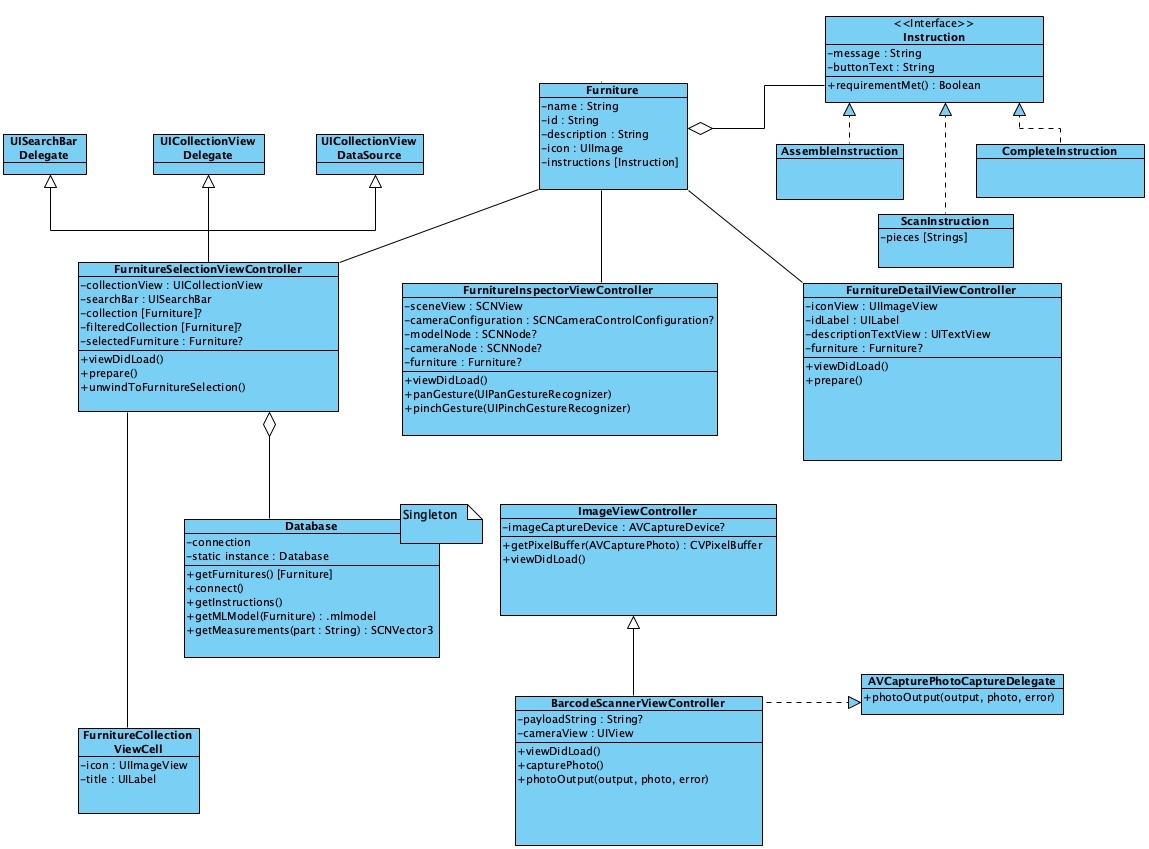 <<Interface>>
Instruction
-message : String
-buttonText : String
+requirementMet() : Boolean
Furniture
-name : String
-id : String
-description : String
-icon : UIImage
-instructions [Instruction]
UISearchBar
Delegate
UICollectionView
Delegate
UICollectionView
DataSource
AssembleInstruction
CompleteInstruction
ScanInstruction
-pieces [Strings]
FurnitureSelectionViewController
-collectionView : UICollectionView
-searchBar : UISearchBar
-collection [Furniture]?
-filteredCollection [Furniture]?
-selectedFurniture : Furniture?
+viewDidLoad()
+prepare()
+unwindToFurnitureSelection()
FurnitureInspectorViewController
-sceneView : SCNView
-cameraConfiguration : SCNCameraControlConfiguration?
-modelNode : SCNNode?
-cameraNode : SCNNode?
-furniture : Furniture?
+viewDidLoad()
+panGesture(UIPanGestureRecognizer)
+pinchGesture(UIPinchGestureRecognizer)
FurnitureDetailViewController
-iconView : UIImageView
-idLabel : UILabel
-descriptionTextView : UITextView
-furniture : Furniture?
+viewDidLoad()
+prepare()
Database
-connection
-static instance : Database
+getFurnitures() [Furniture]
+connect()
+getInstructions()
+getMLModel(Furniture) : .mlmodel
+getMeasurements(part : String) : SCNVector3
Singleton
ImageViewController
-imageCaptureDevice : AVCaptureDevice?
+getPixelBuffer(AVCapturePhoto) : CVPixelBuffer
+viewDidLoad()
AVCapturePhotoCaptureDelegate
+photoOutput(output, photo, error)
BarcodeScannerViewController
-payloadString : String?
-cameraView : UIView
+viewDidLoad()
+capturePhoto()
+photoOutput(output, photo, error)
FurnitureCollection
ViewCell
-icon : UIImageView
-title : UILabel